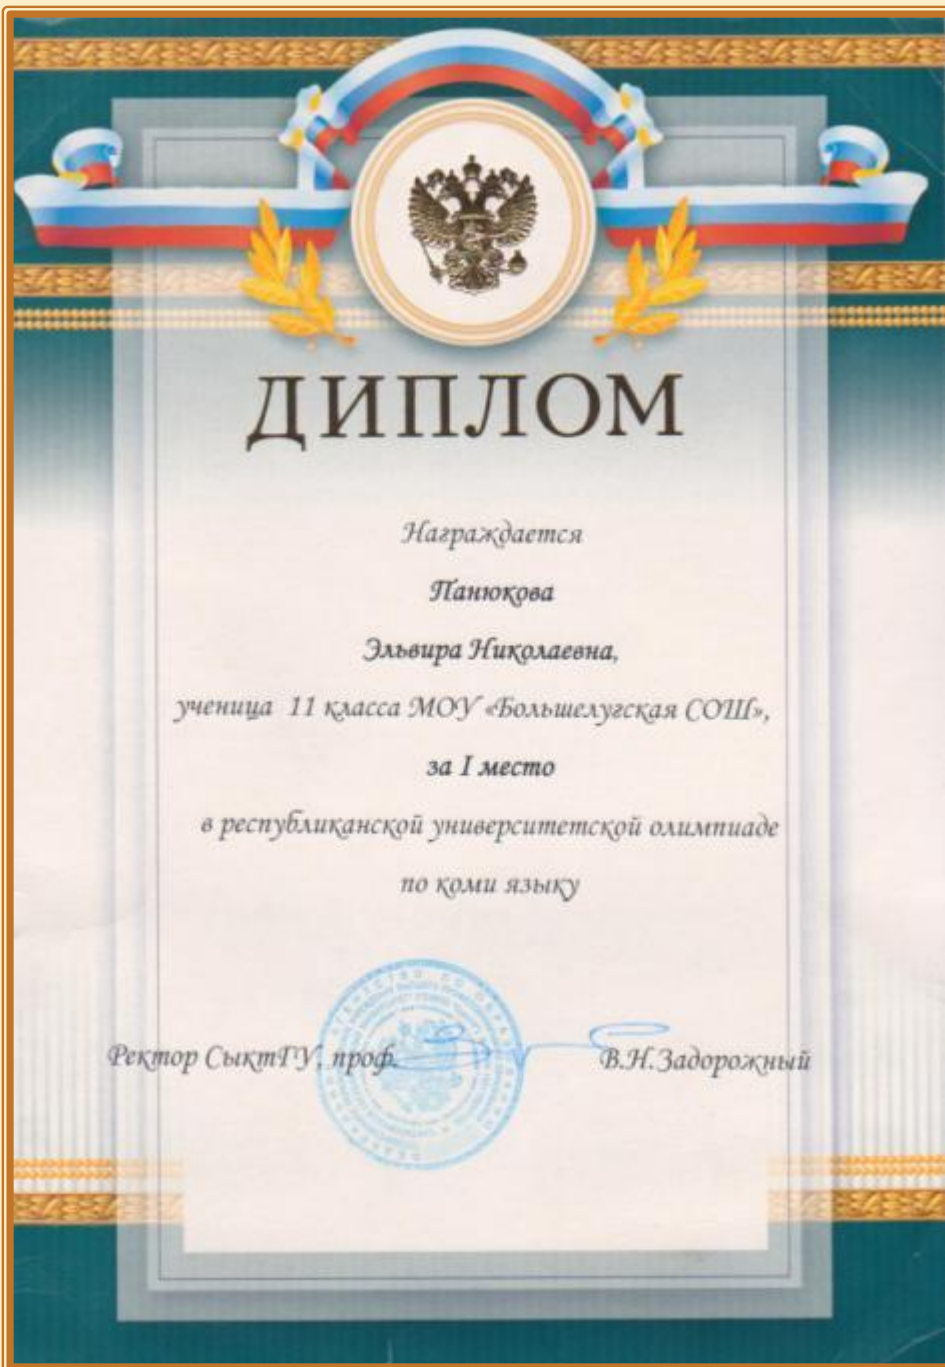 ДИПЛОМ
Награждается
Панюкова
Эльвира Николаевна,
ученица 11 класса МОУ «Большелугская СОШ»,
за I место
в республиканской университетской олимпиаде
по коми языку
Ректор СыктГУ, проф. В.Н.Задорожный